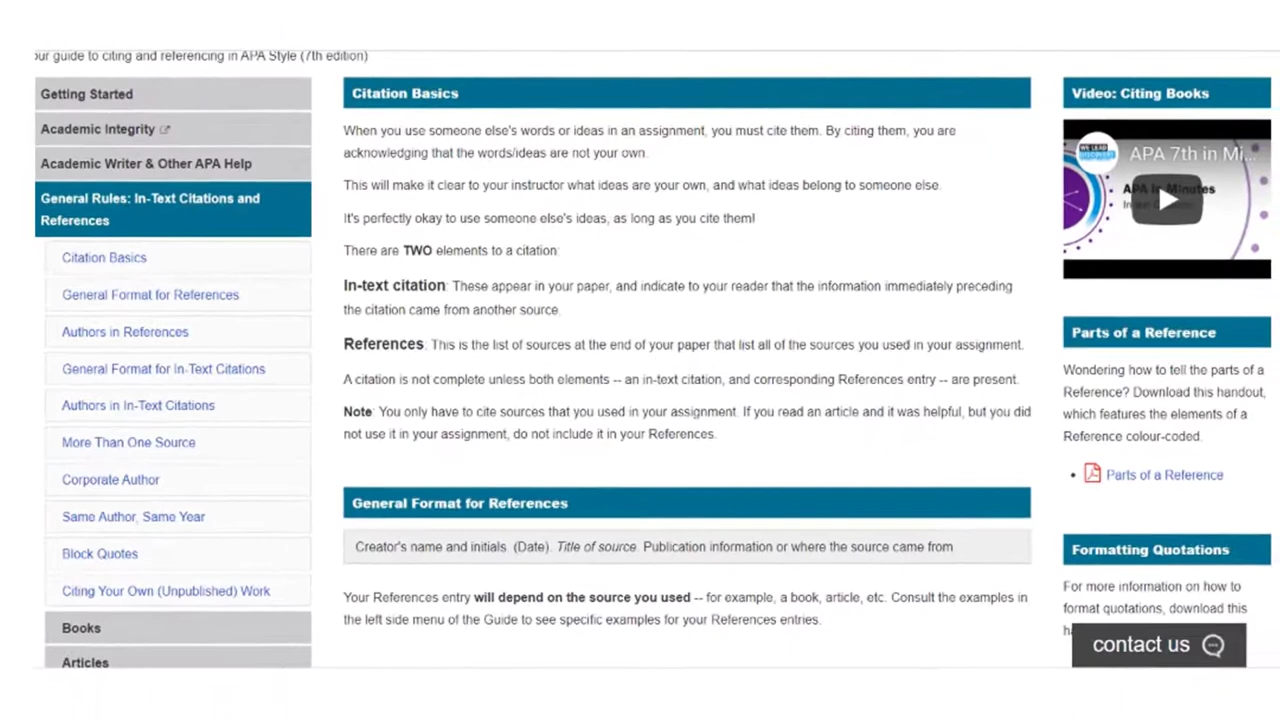 our guide to citing and referencing in APA Style (7th edition)
Getting Started
Academic Integrity
Academic Writer & Other APA Help
General Rules: In-Text Citations and
References
Citation Basics
General Format for References
Authors in References
General Format for In-Text Citations
Authors in In-Text Citations
More Than One Source
Corporate Author
Same Author, Same Year
Block Quotes
Citing Your Own (Unpublished) Work
Books
Articles
Citation Basics
When you use someone else's words or ideas in an assignment, you must cite them. By citing them, you are
acknowledging that the words/ideas are not your own.
This will make it clear to your instructor what ideas are your own, and what ideas belong to someone else.
It's perfectly okay to use someone else's ideas, as long as you cite them!
There are TWO elements to a citation:
In-text citation: These appear in your paper, and indicate to your reader that the information immediately preceding
the citation came from another source.
References: This is the list of sources at the end of your paper that list all of the sources you used in your assignment.
A citation is not complete unless both elements -- an in-text citation, and corresponding References entry -- are present.
Note: You only have to cite sources that you used in your assignment. If you read an article and it was helpful, but you did
not use it in your assignment, do not include it in your References.
General Format for References
Creator's name and initials. (Date). Title of source. Publication information or where the source came from
Your References entry will depend on the source you used -- for example, a book, article, etc. Consult the examples in
the left side menu of the Guide to see specific examples for your References entries.
Video: Citing Books
APA 7th in Mi...
APA in Minutes
Parts of a Reference
Wondering how to tell the parts of a
Reference? Download this handout,
which features the elements of a
Reference colour-coded.
• Parts of a Reference
Formatting Quotations
For more information on how to
format quotations, download this
contact us